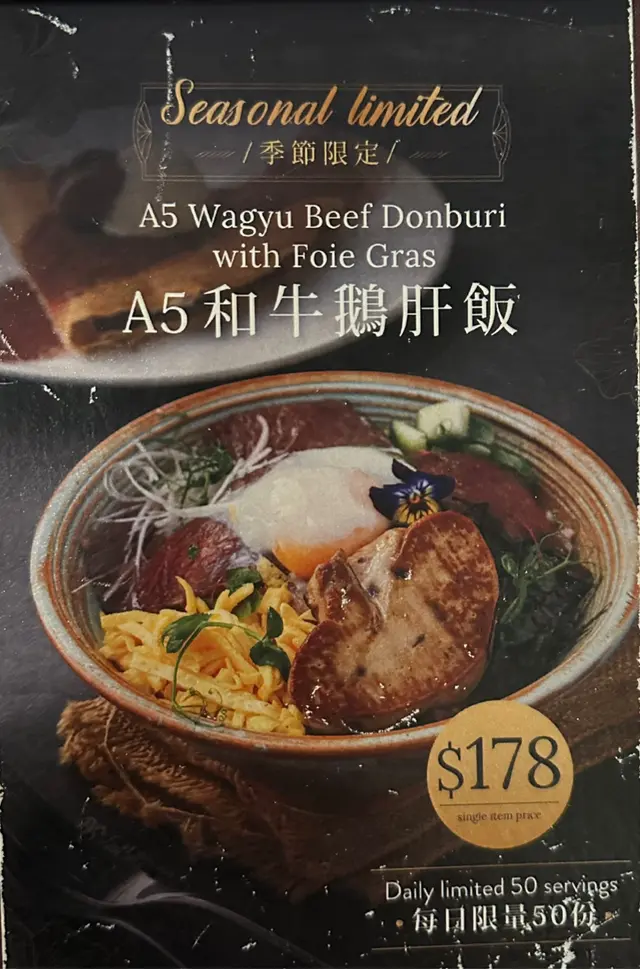 Seasonal limited
/季節限定/
A5 Wagyu Beef Donburi
with Foie Gras
A5和牛鵝肝飯
$178
single item price
Daily limited 50 servings
每日限量50份